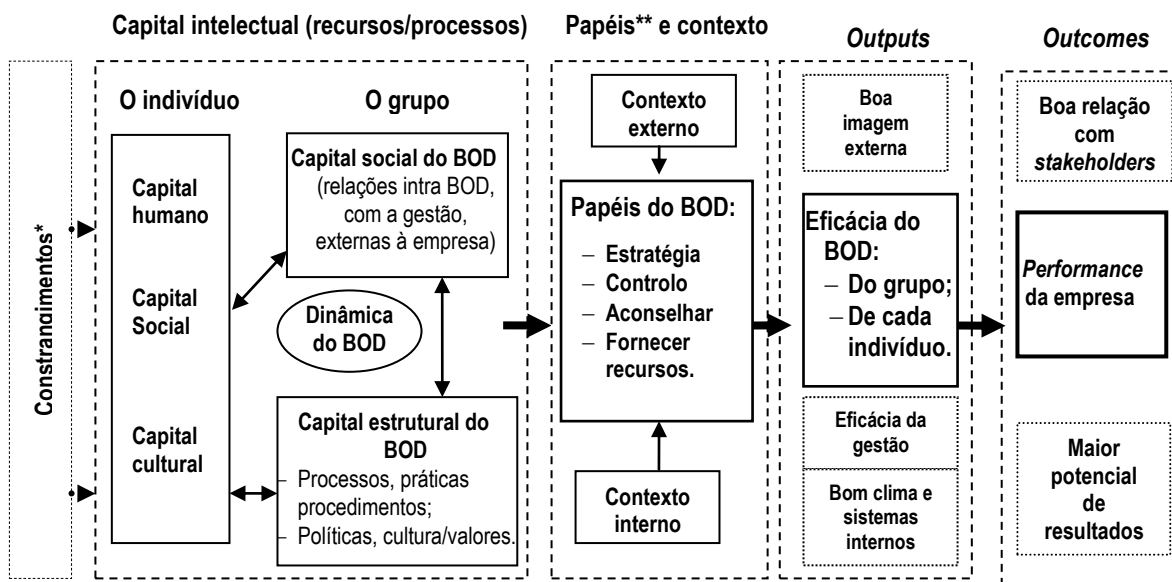 Capital intelectual (recursos/processos)
Papéis** e contexto
Outputs
Outcomes
Constrandimentos*
O indivíduo
Capital
humano
Capital
Social
Capital
cultural
O grupo
Capital social do BOD
(relações intra BOD,
com a gestão,
externas à empresa)
Dinâmica
do BOD
Capital estrutural do
BOD
– Processos, práticas
procedimentos;
– Políticas, cultura/valores.
Contexto
externo
Papéis do BOD:
– Estratégia
– Controlo
– Aconselhar
– Fornecer
recursos.
Contexto
interno
Boa
imagem
externa
Eficácia do
BOD:
– Do grupo;
– De cada
indivíduo.
Eficácia da
gestão
Bom clima e
sistemas
internos
Boa relação
com
stakeholders
Performance
da empresa
Maior
potencial
de
resultados